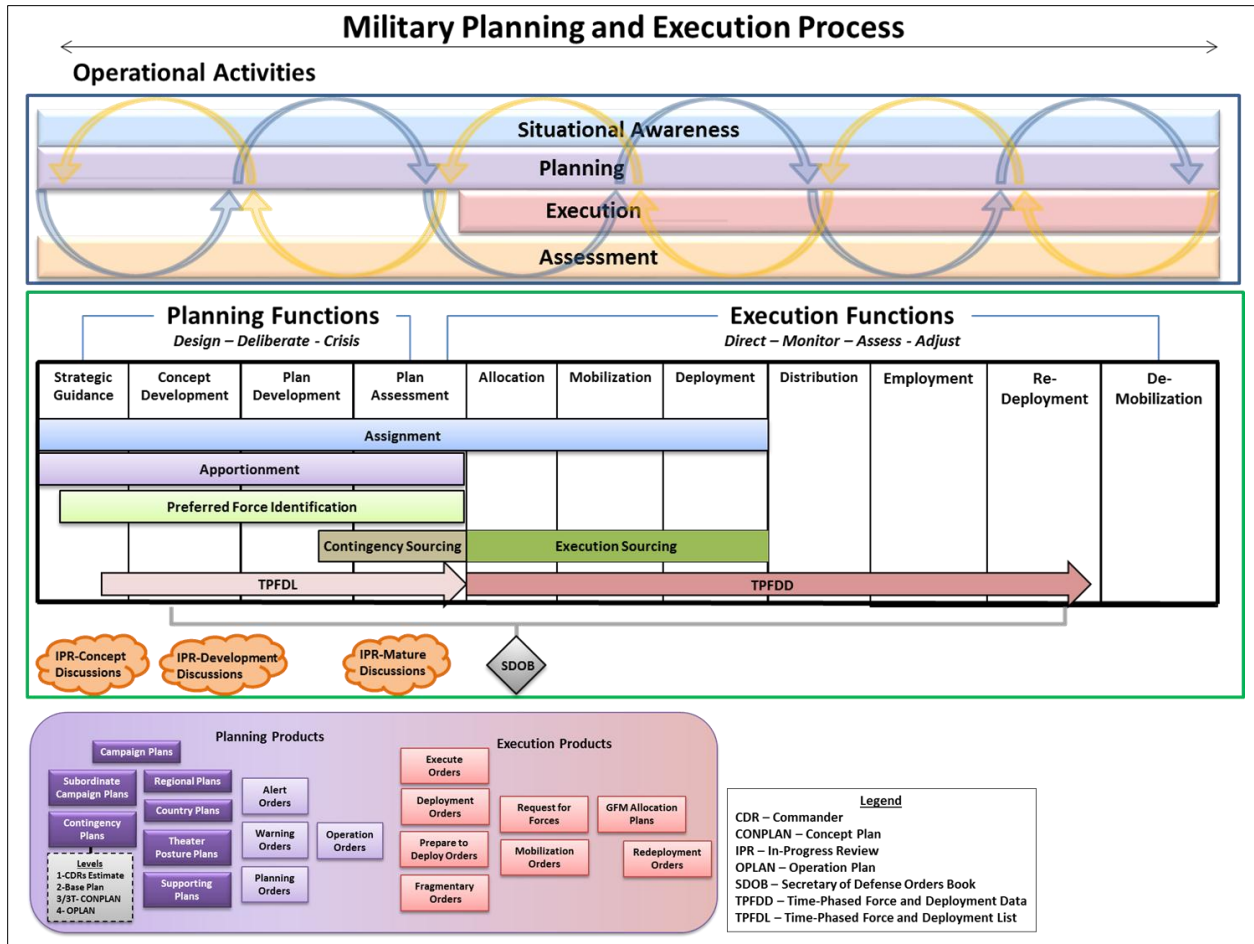 Military Planning and Execution Process
Operational Activities
Situational Awareness
Planning
Execution
Assessment
Planning Functions
Design – Deliberate - Crisis
Execution Functions
Direct – Monitor – Assess - Adjust
Strategic
Guidance
Concept
Development
Plan
Development
Plan
Assessment
Allocation
Mobilization
Deployment
Distribution
Employment
Re-
Deployment
De-
Mobilization
Assignment
Apportionment
Preferred Force Identification
Contingency Sourcing
Execution Sourcing
TPFDL
TPFDD
IPR-Concept
Discussions
IPR-Development
Discussions
IPR-Mature
Discussions
SDOB
Planning Products
Campaign Plans
Subordinate
Campaign Plans
Contingency
Plans
Levels
1-CDRs Estimate
2-Base Plan
3/3T- CONPLAN
4- OPLAN
Regional Plans
Country Plans
Theater
Posture Plans
Supporting
Plans
Alert
Orders
Warning
Orders
Planning
Orders
Operation
Orders
Execution Products
Execute
Orders
Deployment
Orders
Prepare to
Deploy Orders
Fragmentary
Orders
Request for
Forces
Mobilization
Orders
GFM Allocation
Plans
Redeployment
Orders
Legend
CDR – Commander
CONPLAN – Concept Plan
IPR – In-Progress Review
OPLAN – Operation Plan
SDOB – Secretary of Defense Orders Book
TPFDD – Time-Phased Force and Deployment Data
TPFDL – Time-Phased Force and Deployment List